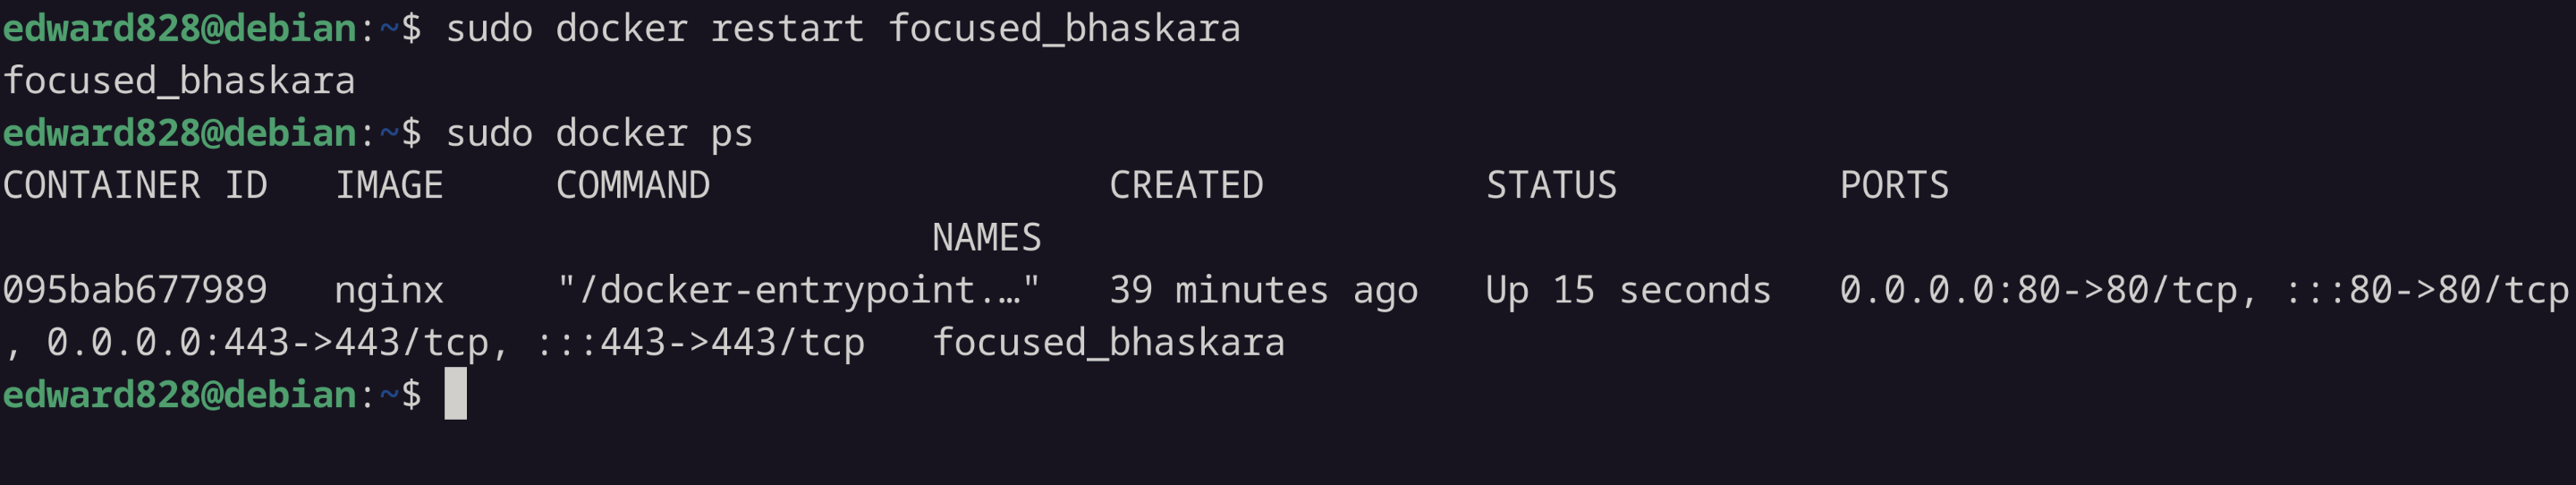 edward828@debian:~$ sudo docker restart focused_bhaskara
focused_bhaskara
edward828@debian:~$ sudo docker ps
CONTAINER ID   IMAGE     COMMAND                  CREATED          STATUS          PORTS
                                          NAMES
095bab677989   nginx     "/docker-entrypoint.…"   39 minutes ago   Up 15 seconds   0.0.0.0:80->80/tcp, :::80->80/tcp
, 0.0.0.0:443->443/tcp, :::443->443/tcp   focused_bhaskara
edward828@debian:~$